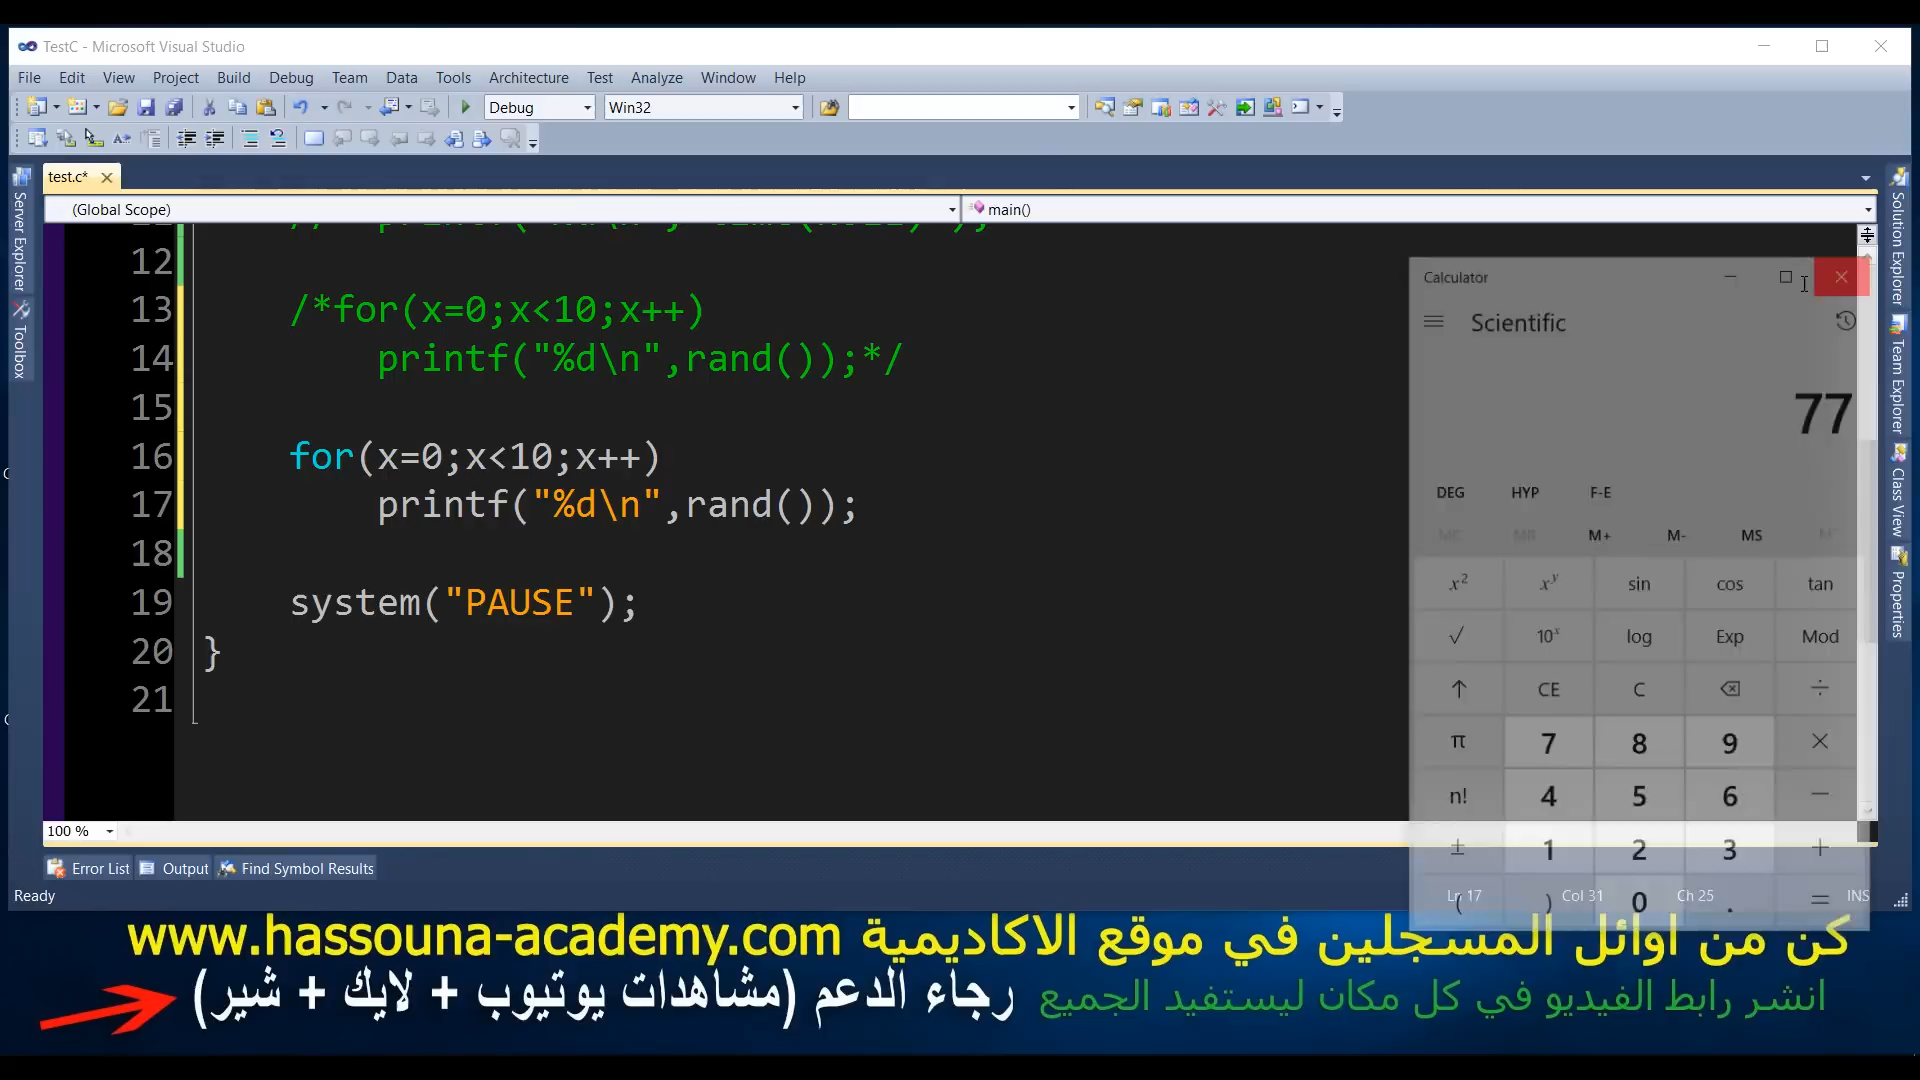 TestC - Microsoft Visual Studio
File Edit View Project Build Debug Team Data Tools Architecture Test Analyze Window Help
Debug Win32
test.c*
(Global Scope) main()
Server Explorer
Toolbox
Solution Explorer
Team Explorer
Class View
Properties
12
13 /*for(x=0;x<10;x++)
14 printf("%d\n",rand());*/
15
16 for(x=0;x<10;x++)
17 printf("%d\n",rand());
18
19 system("PAUSE");
20 }
21
Calculator
Scientific
77
DEG HYP F-E
MC MR M+ M- MS
x² xʸ sin cos tan
√ 10ˣ log Exp Mod
↑ CE C ÷
π 7 8 9 ×
n! 4 5 6 −
± 1 2 3 +
( ) 0 . =
100 %
Error List Output Find Symbol Results
Ready Ln 17 Col 31 Ch 25 INS
كن من اوائل المسجلين في موقع الاكاديمية www.hassouna-academy.com
انشر رابط الفيديو في كل مكان ليستفيد الجميع رجاء الدعم (مشاهدات يوتيوب + لايك + شير)